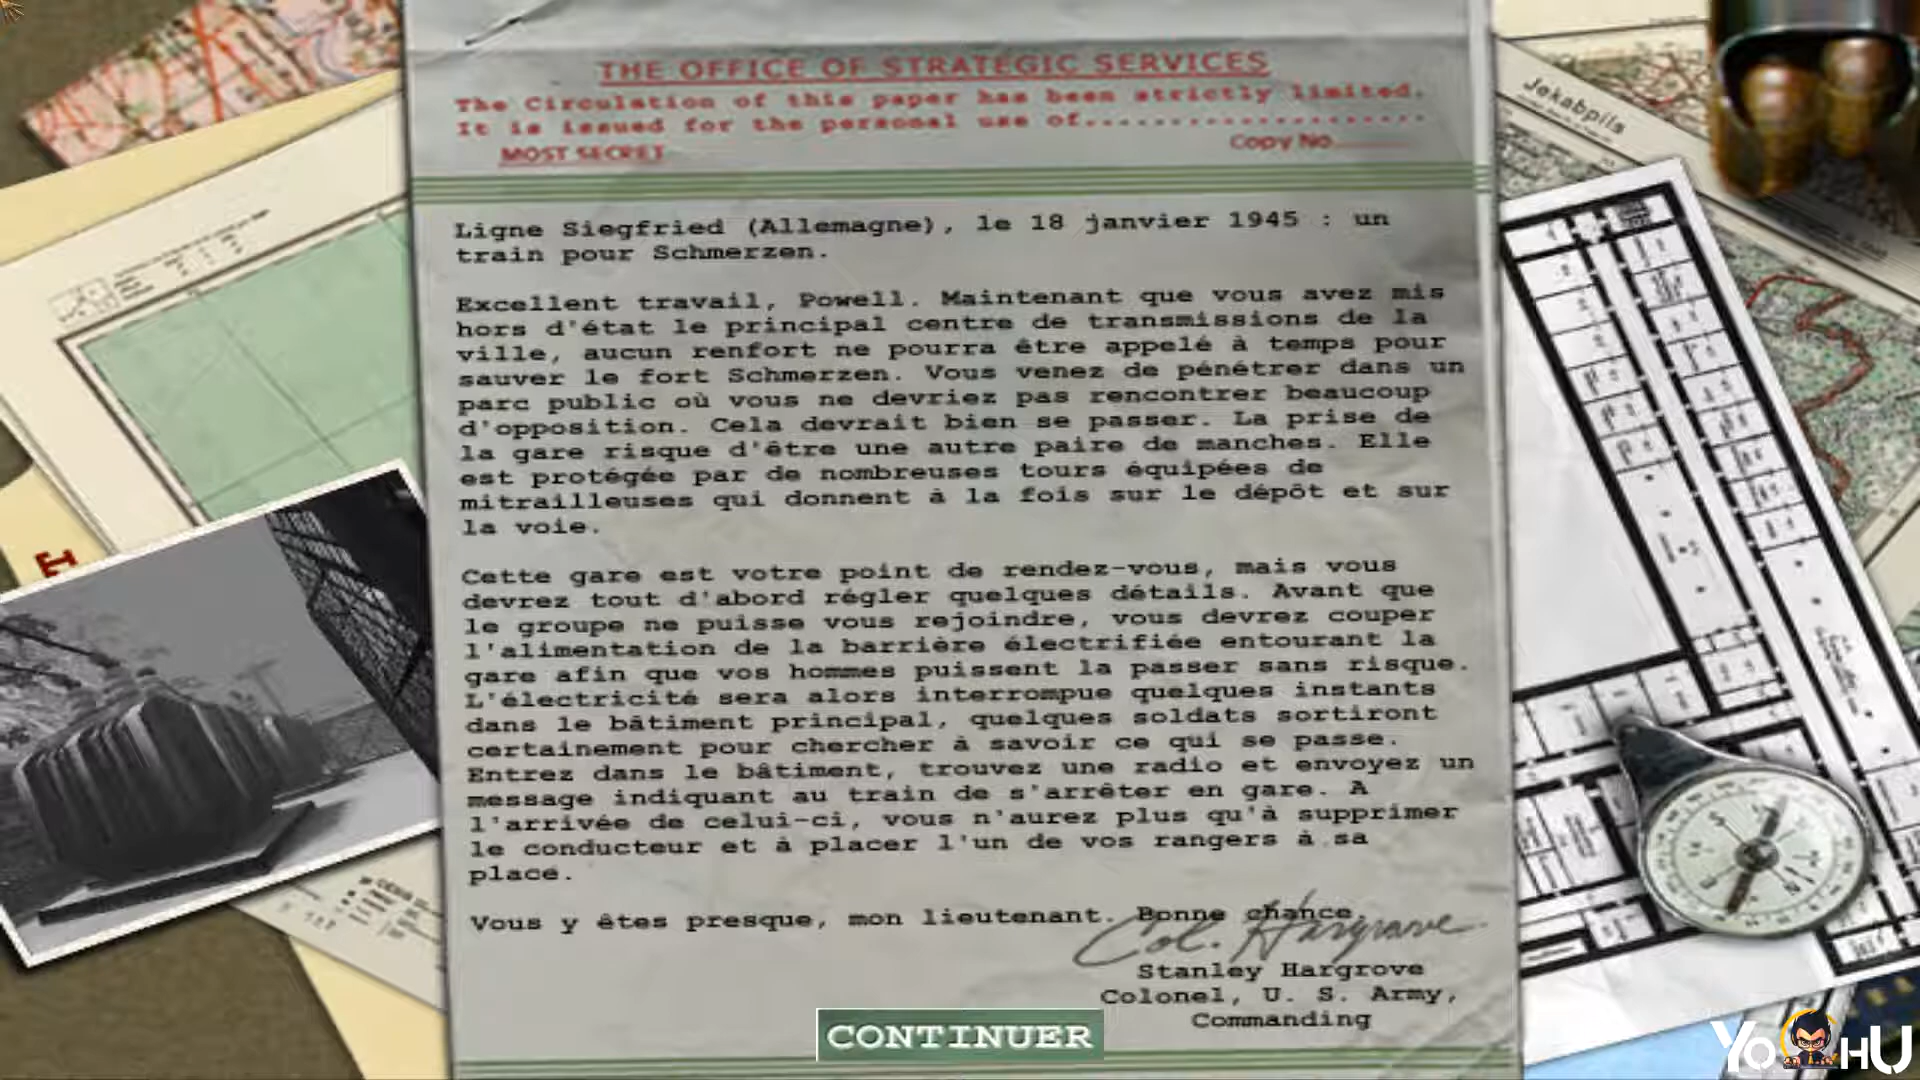 THE OFFICE OF STRATEGIC SERVICES
The Circulation of this paper has been strictly limited.
It is issued for the personal use of....................
MOST SECRET
Copy No.
Jekabpils
Ligne Siegfried (Allemagne), le 18 janvier 1945 : un
train pour Schmerzen.
Excellent travail, Powell. Maintenant que vous avez mis
hors d'état le principal centre de transmissions de la
ville, aucun renfort ne pourra être appelé à temps pour
sauver le fort Schmerzen. Vous venez de pénétrer dans un
parc public où vous ne devriez pas rencontrer beaucoup
d'opposition. Cela devrait bien se passer. La prise de
la gare risque d'être une autre paire de manches. Elle
est protégée par de nombreuses tours équipées de
mitrailleuses qui donnent à la fois sur le dépôt et sur
la voie.
Cette gare est votre point de rendez-vous, mais vous
devrez tout d'abord régler quelques détails. Avant que
le groupe ne puisse vous rejoindre, vous devrez couper
l'alimentation de la barrière électrifiée entourant la
gare afin que vos hommes puissent la passer sans risque.
L'électricité sera alors interrompue quelques instants
dans le bâtiment principal, quelques soldats sortiront
certainement pour chercher à savoir ce qui se passe.
Entrez dans le bâtiment, trouvez une radio et envoyez un
message indiquant au train de s'arrêter en gare. A
l'arrivée de celui-ci, vous n'aurez plus qu'à supprimer
le conducteur et à placer l'un de vos rangers à sa
place.
Vous y êtes presque, mon lieutenant. Bonne chance,
Col. Hargrove
Stanley Hargrove
Colonel, U. S. Army,
Commanding
CONTINUER
YOHU